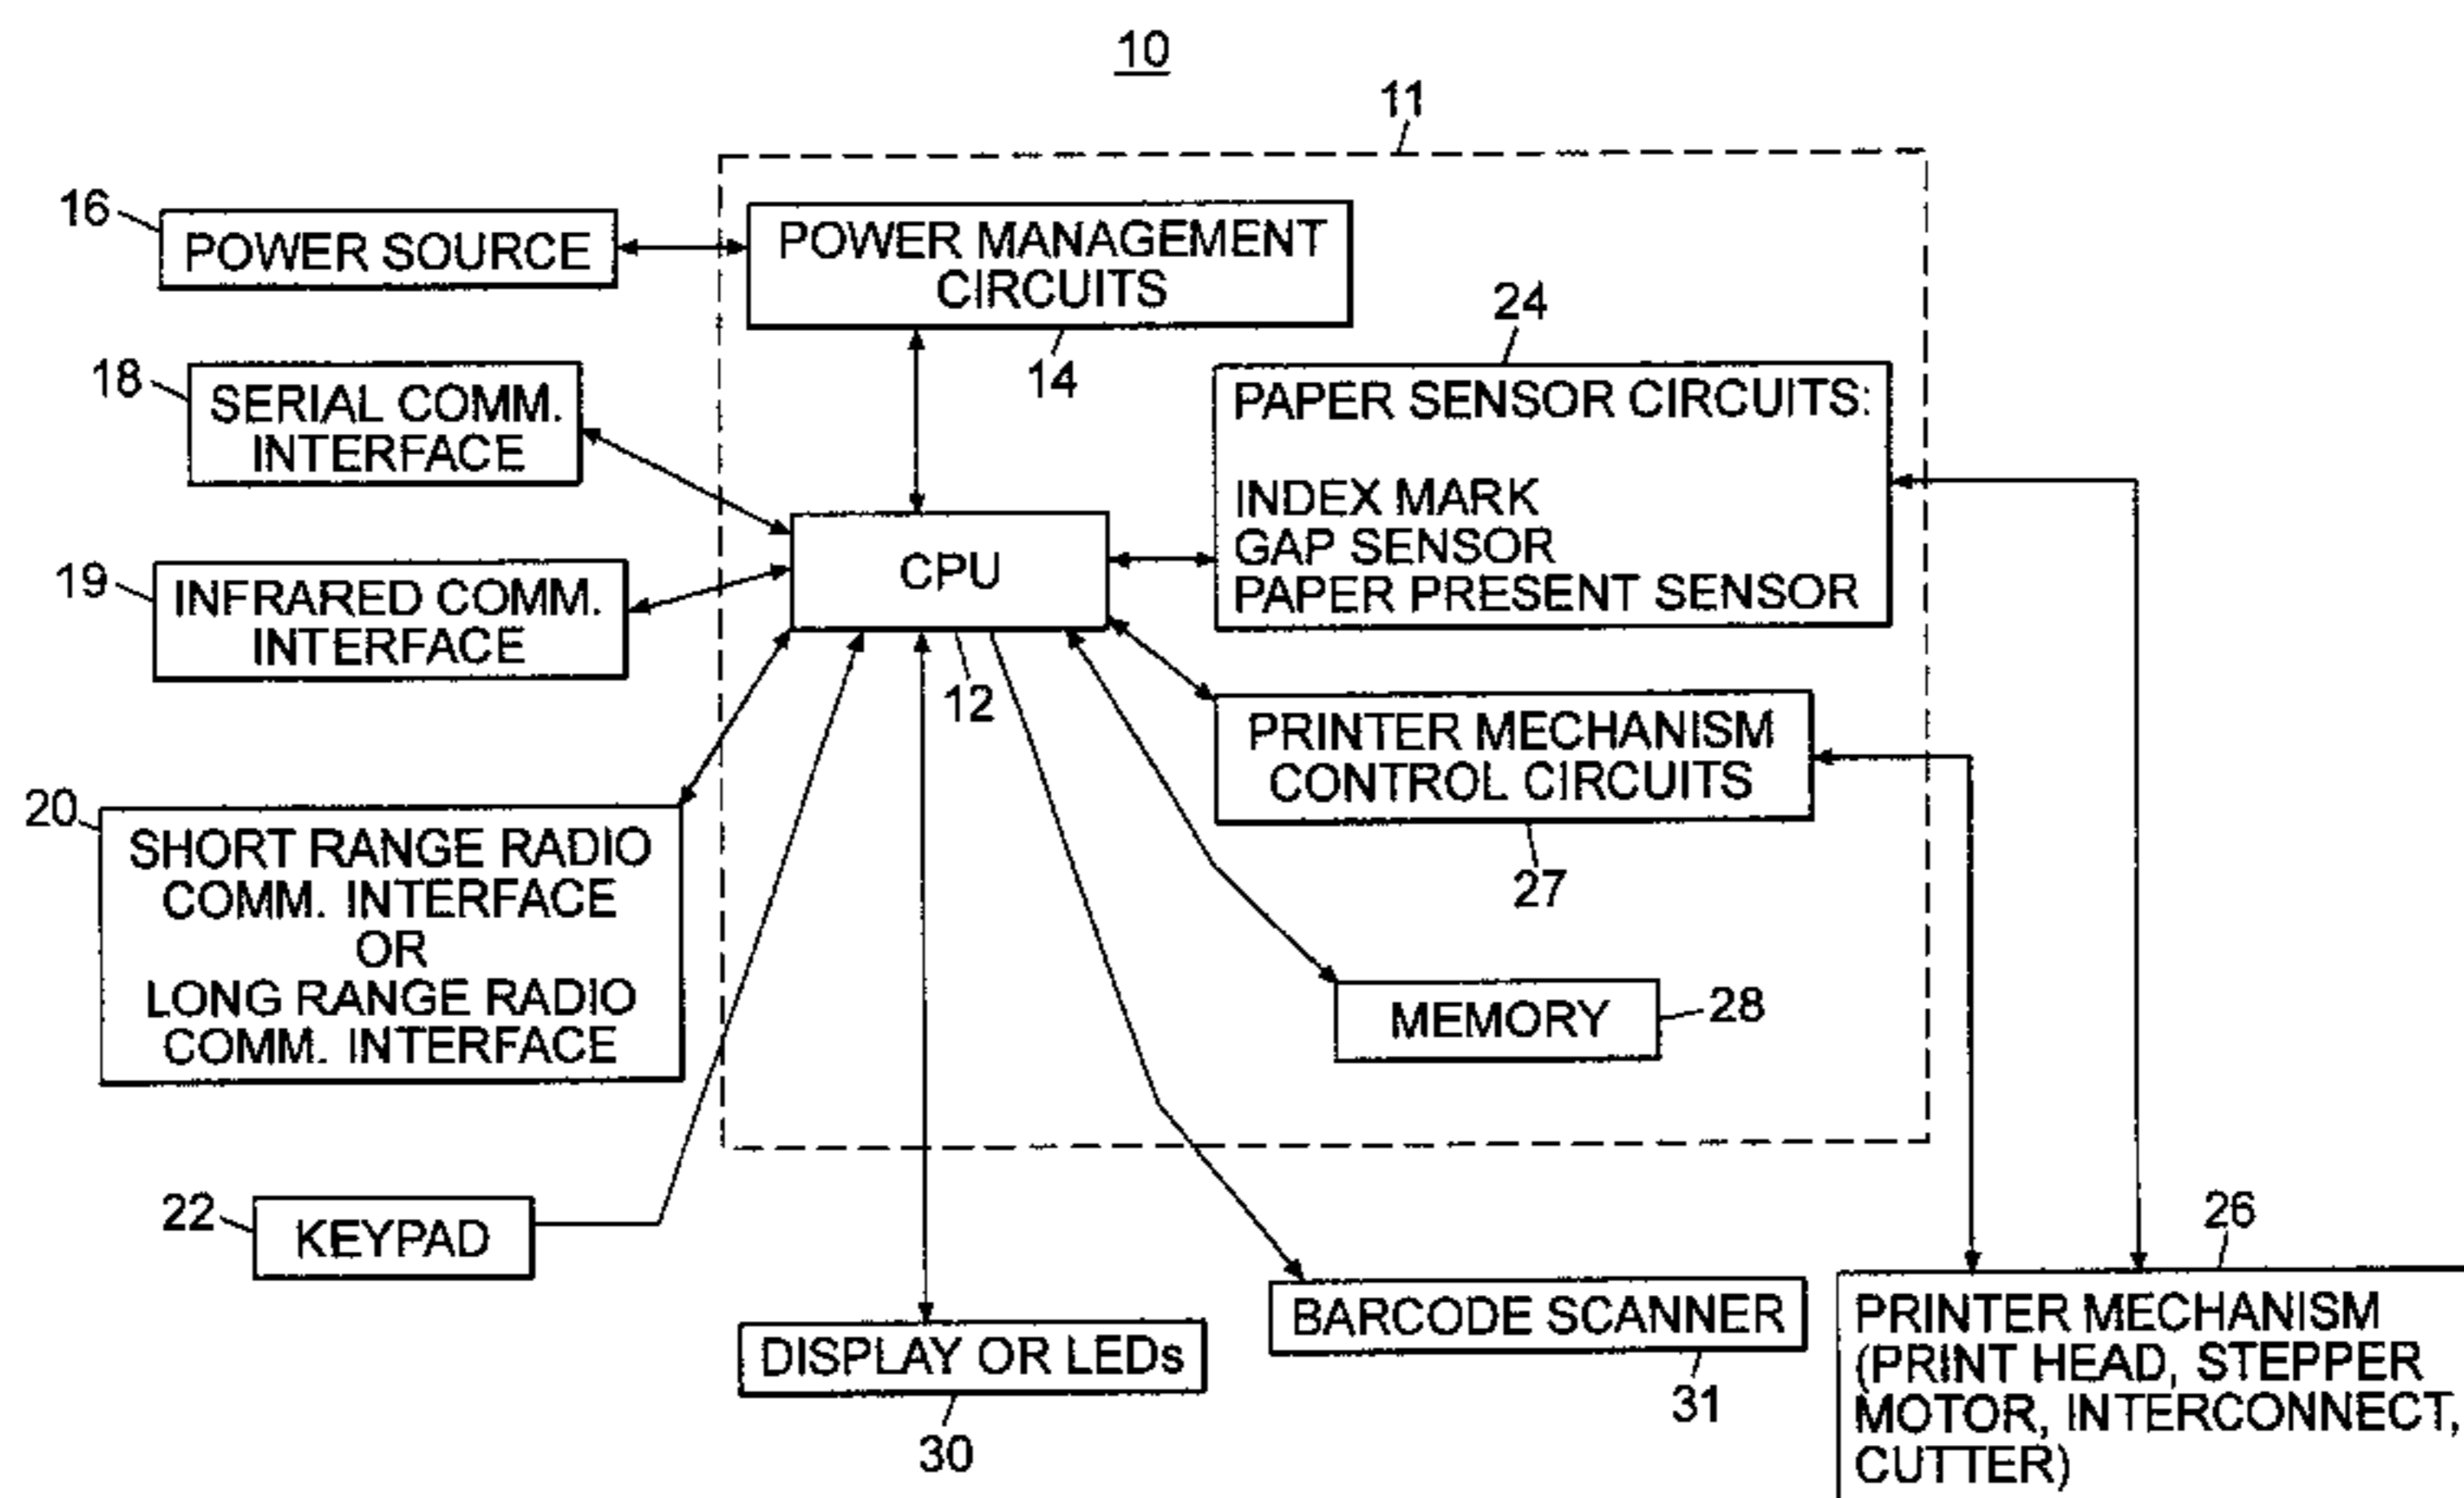 10
11
16
POWER SOURCE
POWER MANAGEMENT
CIRCUITS
14
24
18
SERIAL COMM.
INTERFACE
PAPER SENSOR CIRCUITS:
INDEX MARK
GAP SENSOR
PAPER PRESENT SENSOR
CPU
12
19
INFRARED COMM.
INTERFACE
PRINTER MECHANISM
CONTROL CIRCUITS
27
20
SHORT RANGE RADIO
COMM. INTERFACE
OR
LONG RANGE RADIO
COMM. INTERFACE
MEMORY
28
22
KEYPAD
26
BARCODE SCANNER
31
DISPLAY OR LEDs
30
PRINTER MECHANISM
(PRINT HEAD, STEPPER
MOTOR, INTERCONNECT,
CUTTER)